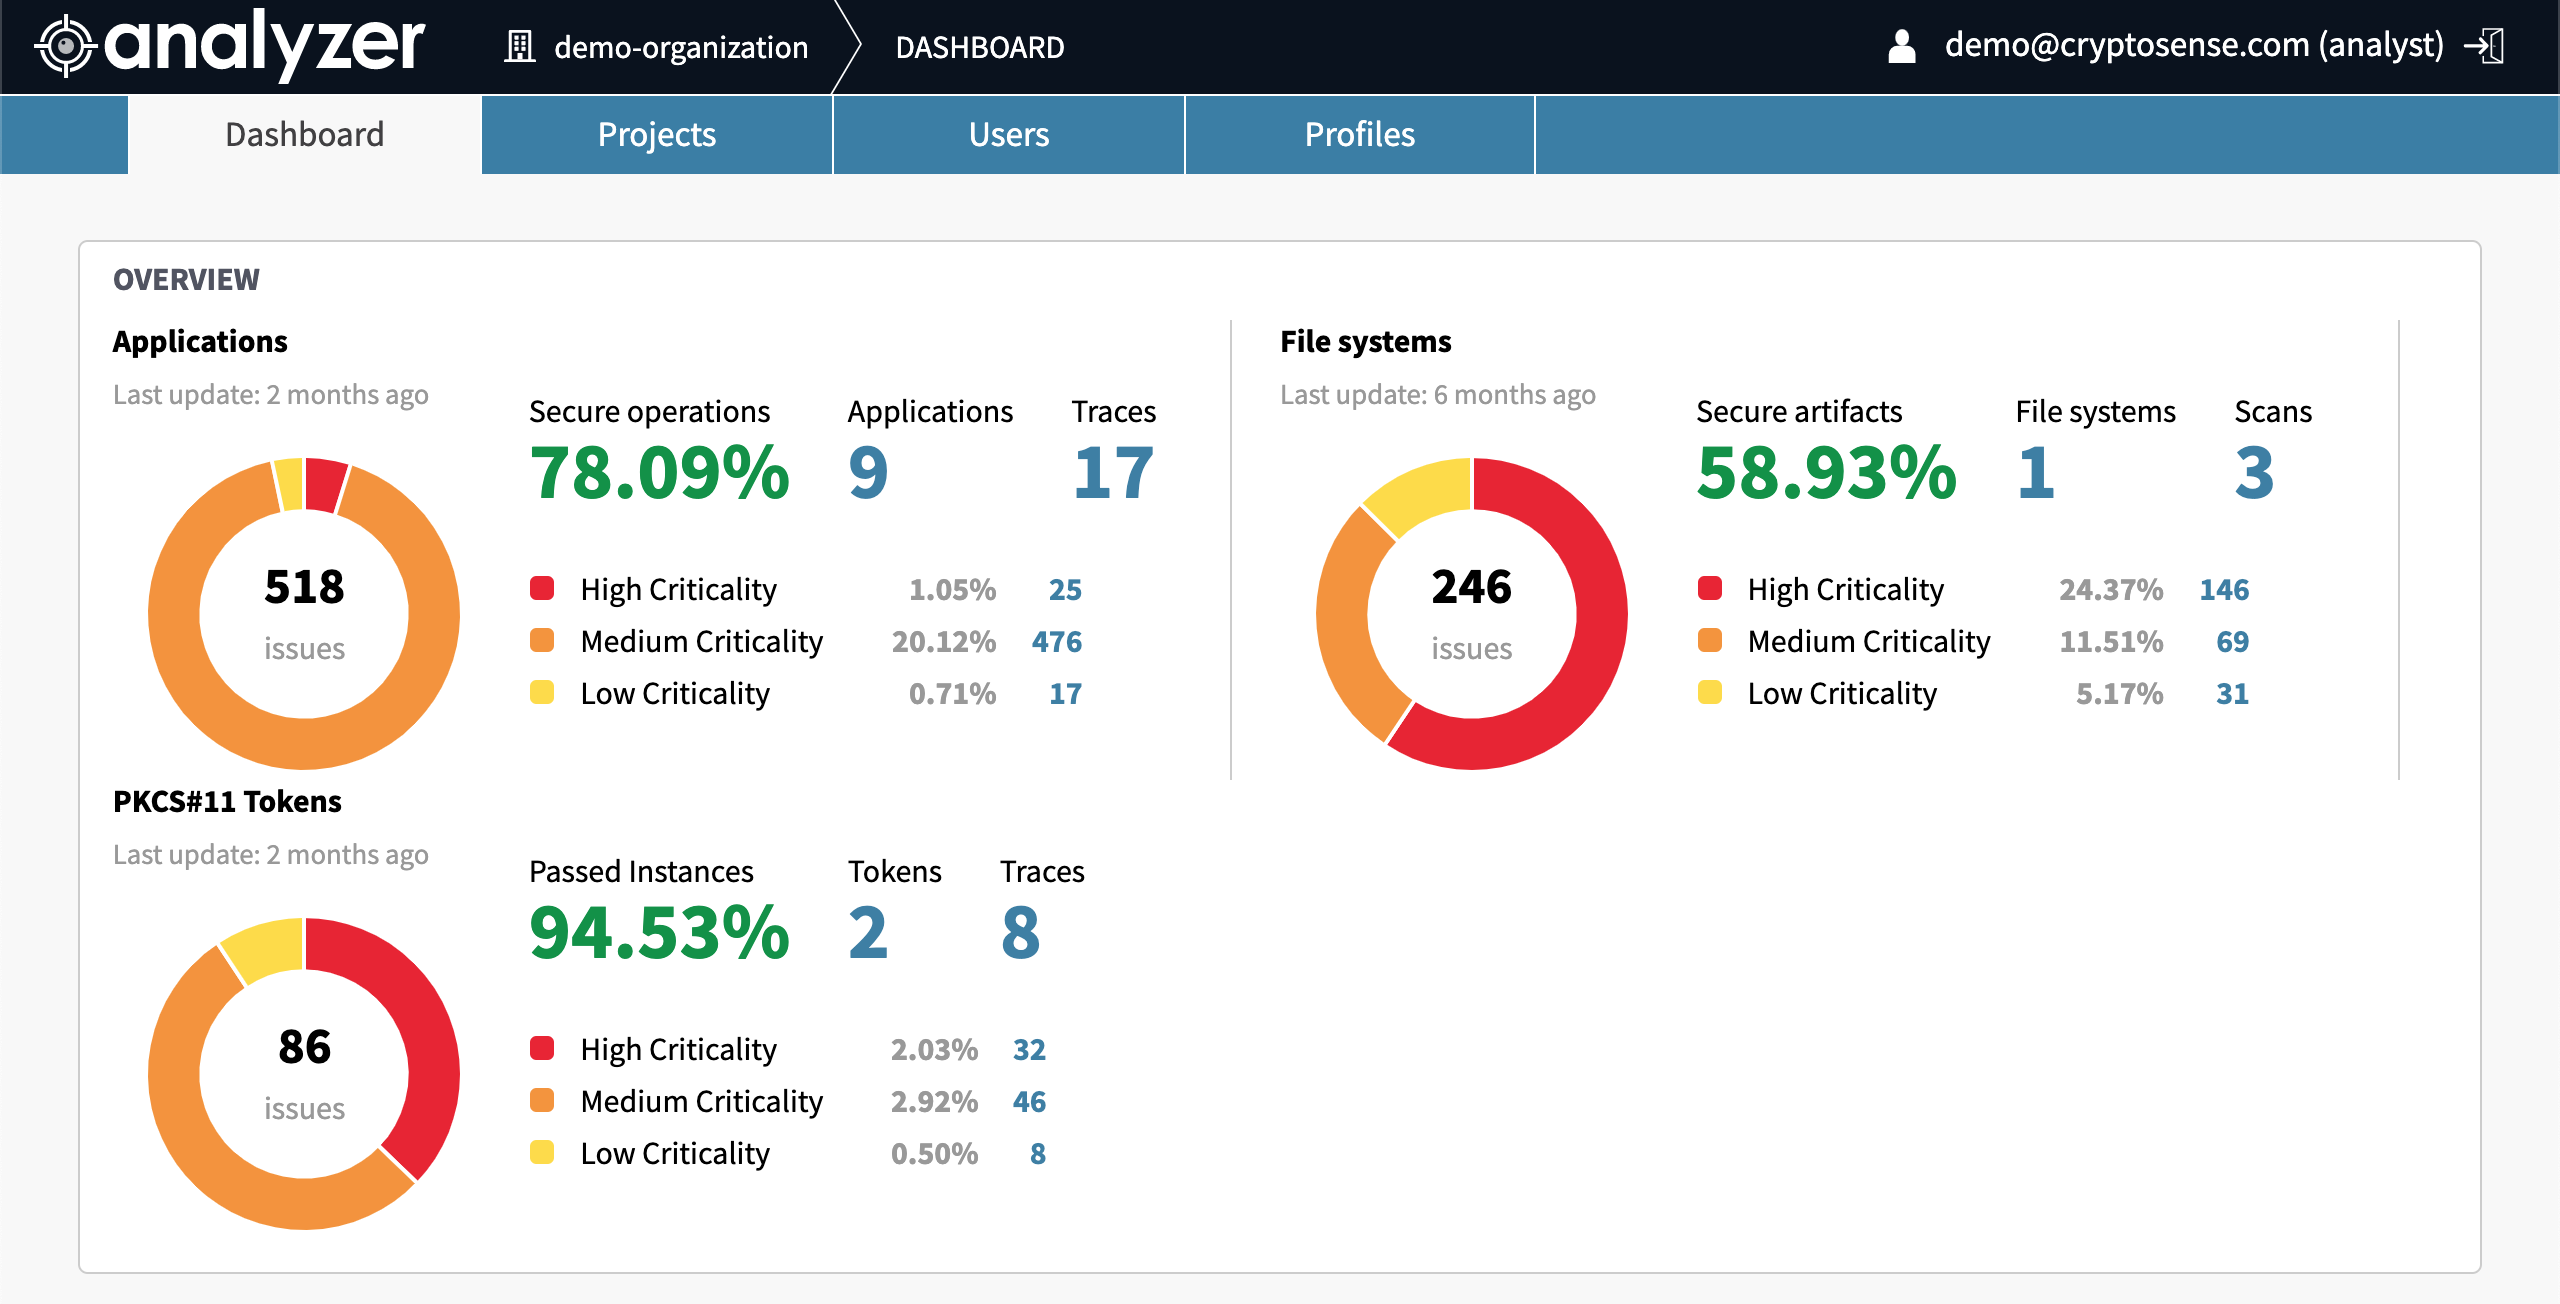 analyzer
demo-organization
DASHBOARD
demo@cryptosense.com (analyst)
Dashboard
Projects
Users
Profiles
OVERVIEW
Applications
Last update: 2 months ago
Secure operations
78.09%
Applications
9
Traces
17
518
issues
High Criticality 1.05% 25
Medium Criticality 20.12% 476
Low Criticality 0.71% 17
File systems
Last update: 6 months ago
Secure artifacts
58.93%
File systems
1
Scans
3
246
issues
High Criticality 24.37% 146
Medium Criticality 11.51% 69
Low Criticality 5.17% 31
PKCS#11 Tokens
Last update: 2 months ago
Passed Instances
94.53%
Tokens
2
Traces
8
86
issues
High Criticality 2.03% 32
Medium Criticality 2.92% 46
Low Criticality 0.50% 8